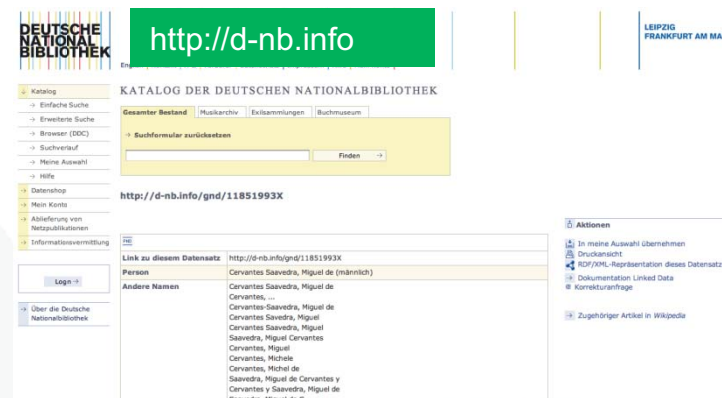 DEUTSCHE
NATIONAL
BIBLIOTHEK
http://d-nb.info
LEIPZIG
FRANKFURT AM MA
Katalog
Einfache Suche
Erweiterte Suche
Browser (DDC)
Suchverlauf
Meine Auswahl
Hilfe
Datenshop
Mein Konto
Ablieferung von
Netzpublikationen
Informationsvermittlung
Login
Über die Deutsche
Nationalbibliothek
KATALOG DER DEUTSCHEN NATIONALBIBLIOTHEK
Gesamter Bestand Musikarchiv Exilsammlungen Buchmuseum
→ Suchformular zurücksetzen
Finden →
http://d-nb.info/gnd/11851993X
Link zu diesem Datensatz http://d-nb.info/gnd/11851993X
Person Cervantes Saavedra, Miguel de (männlich)
Andere Namen Cervantes Saavedra, Miguel de
Cervantes, ...
Cervantes-Saavedra, Miguel de
Cervantes Savedra, Miguel
Cervantes Saavedra, Miguel
Saavedra, Miguel Cervantes
Cervantes, Miguel
Cervantes, Michele
Cervantes, Michel de
Saavedra, Miguel de Cervantes y
Cervantes y Saavedra, Miguel de
Aktionen
In meine Auswahl übernehmen
Druckansicht
RDF/XML-Repräsentation dieses Datensatz
Dokumentation Linked Data
Korrekturanfrage
Zugehöriger Artikel in Wikipedia